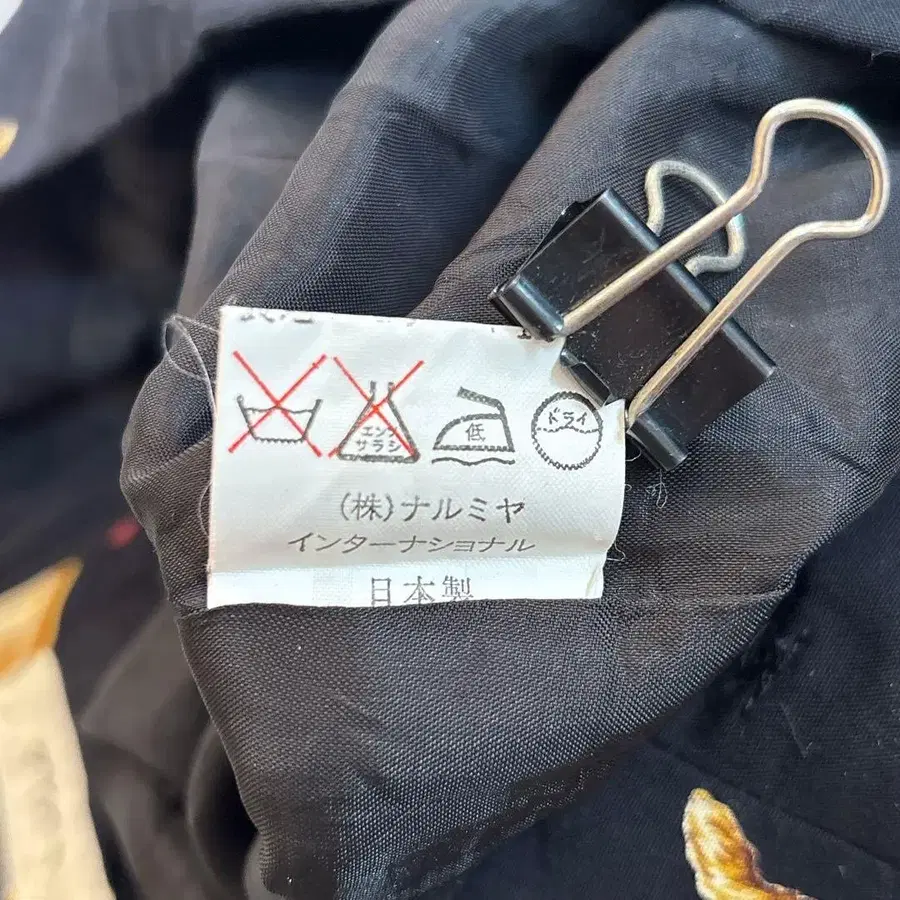 エンソ
サラシ
低
ドライ
(株)ナルミヤ
インターナショナル
日本製